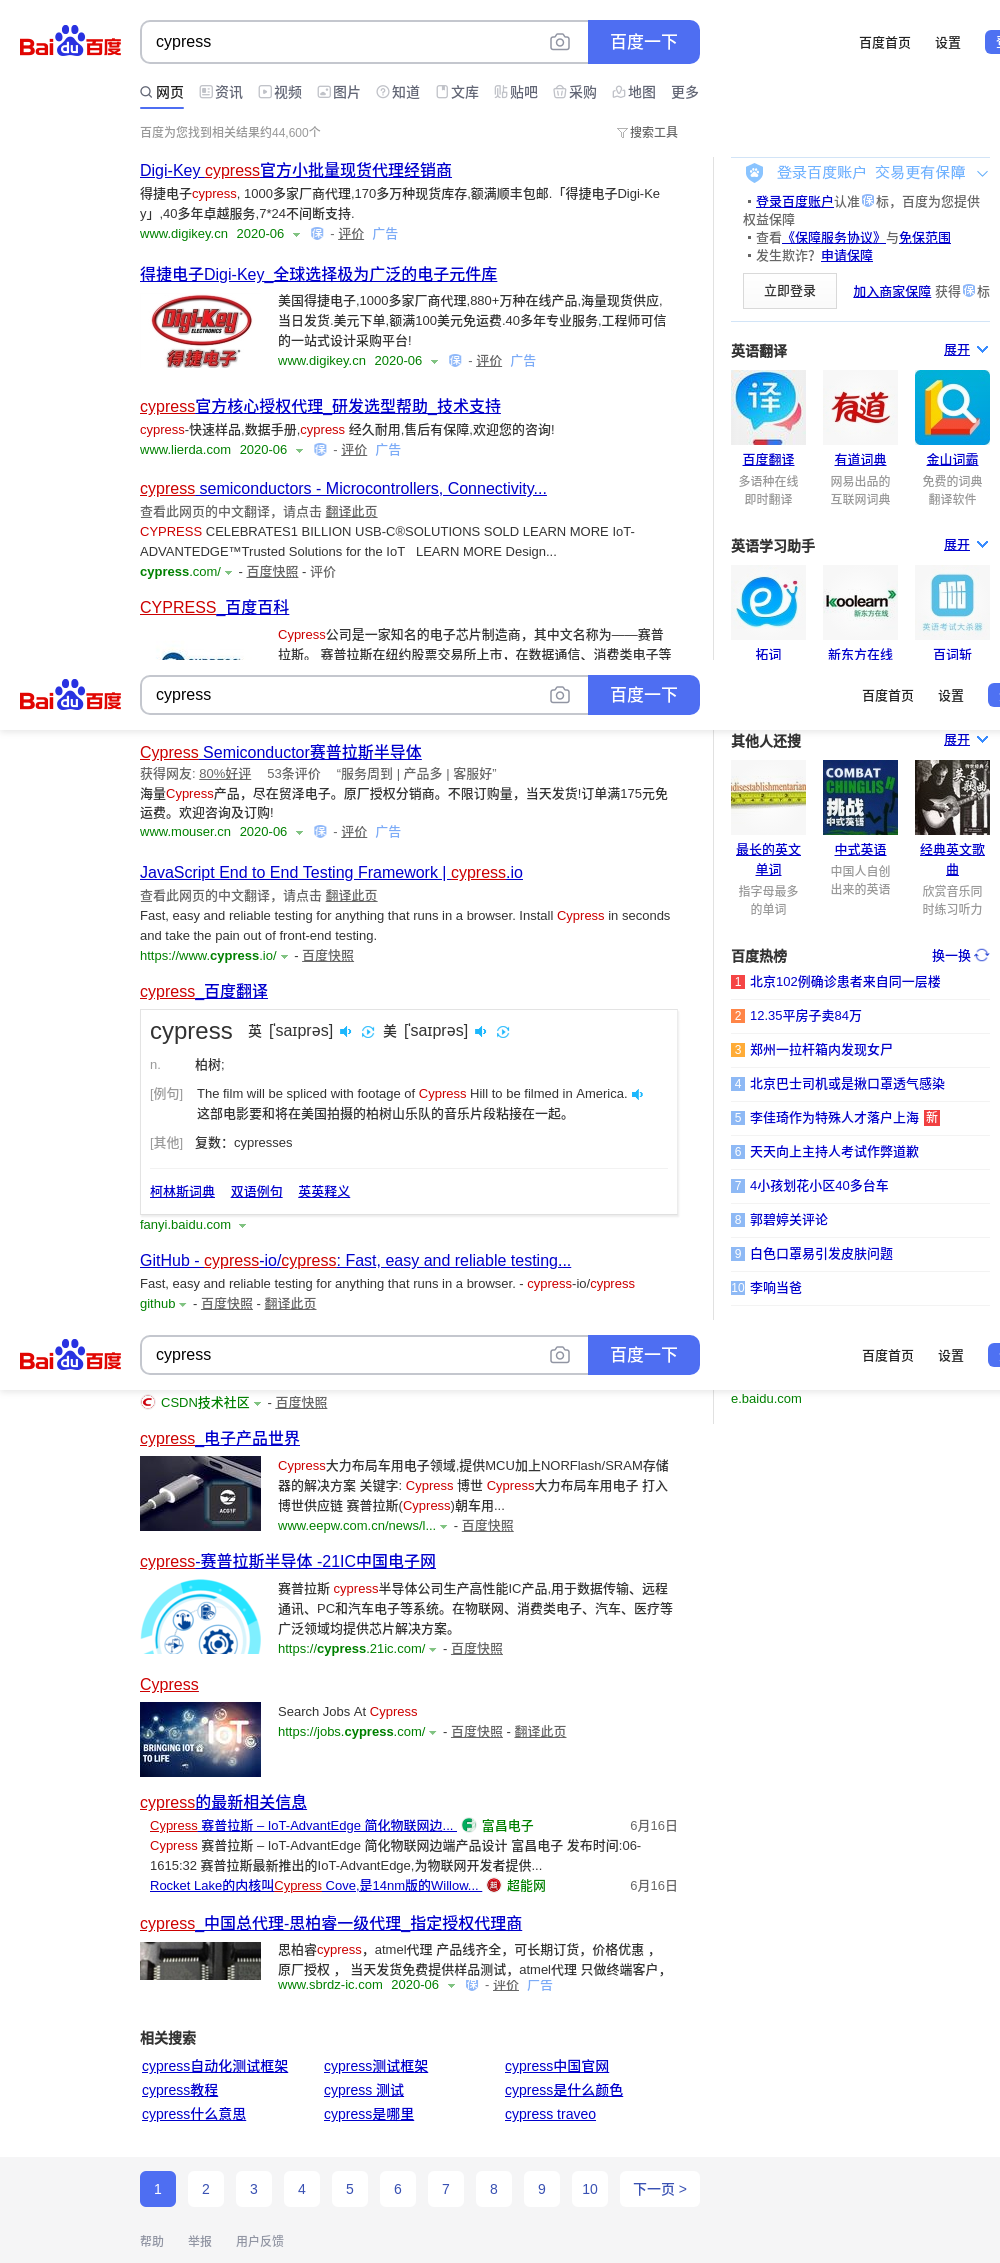 Bai du 百度
cypress
百度一下
百度首页 设置
网页 资讯 视频 图片 知道 文库 贴吧 采购 地图 更多
百度为您找到相关结果约44,600个
搜索工具
Digi-Key cypress官方小批量现货代理经销商
得捷电子cypress, 1000多家厂商代理,170多万种现货库存,额满顺丰包邮.「得捷电子Digi-Ke
y」,40多年卓越服务,7*24不间断支持.
www.digikey.cn 2020-06 保 - 评价 广告
得捷电子Digi-Key_全球选择极为广泛的电子元件库
Digi-Key
ELECTRONICS
得捷电子
美国得捷电子,1000多家厂商代理,880+万种在线产品,海量现货供应,
当日发货.美元下单,额满100美元免运费.40多年专业服务,工程师可信
的一站式设计采购平台!
www.digikey.cn 2020-06 保 - 评价 广告
cypress官方核心授权代理_研发选型帮助_技术支持
cypress-快速样品,数据手册,cypress 经久耐用,售后有保障,欢迎您的咨询!
www.lierda.com 2020-06 保 - 评价 广告
cypress semiconductors - Microcontrollers, Connectivity...
查看此网页的中文翻译，请点击 翻译此页
CYPRESS CELEBRATES1 BILLION USB-C®SOLUTIONS SOLD LEARN MORE IoT-
ADVANTEDGE™Trusted Solutions for the IoT LEARN MORE Design...
cypress.com/ - 百度快照 - 评价
CYPRESS_百度百科
Cypress公司是一家知名的电子芯片制造商，其中文名称为——赛普
拉斯。 赛普拉斯在纽约股票交易所上市，在数据通信、消费类电子等
登录百度账户 交易更有保障
· 登录百度账户认准保标，百度为您提供
权益保障
· 查看《保障服务协议》与免保范围
· 发生欺诈？申请保障
立即登录
加入商家保障 获得保标
英语翻译
展开
译
有道
百度翻译 有道词典 金山词霸
多语种在线 网易出品的 免费的词典
即时翻译 互联网词典 翻译软件
英语学习助手
展开
koolearn
新东方在线
100
英语考试大杀器
拓词 新东方在线 百词斩
Bai du 百度
cypress
百度一下
百度首页 设置
Cypress Semiconductor赛普拉斯半导体
获得网友: 80%好评 53条评价 “服务周到 | 产品多 | 客服好”
海量Cypress产品，尽在贸泽电子。原厂授权分销商。不限订购量，当天发货!订单满175元免
运费。欢迎咨询及订购!
www.mouser.cn 2020-06 保 - 评价 广告
JavaScript End to End Testing Framework | cypress.io
查看此网页的中文翻译，请点击 翻译此页
Fast, easy and reliable testing for anything that runs in a browser. Install Cypress in seconds
and take the pain out of front-end testing.
https://www.cypress.io/ - 百度快照
cypress_百度翻译
cypress 英 [ˈsaɪprəs] 美 [ˈsaɪprəs]
n. 柏树;
[例句] The film will be spliced with footage of Cypress Hill to be filmed in America.
这部电影要和将在美国拍摄的柏树山乐队的音乐片段粘接在一起。
[其他] 复数：cypresses
柯林斯词典 双语例句 英英释义
fanyi.baidu.com
GitHub - cypress-io/cypress: Fast, easy and reliable testing...
Fast, easy and reliable testing for anything that runs in a browser. - cypress-io/cypress
github - 百度快照 - 翻译此页
其他人还搜
展开
COMBAT
CHINGLISH
挑战
中式英语
英文
歌曲
最长的英文 中式英语 经典英文歌
单词 曲
指字母最多 中国人自创 欣赏音乐同
的单词 出来的英语 时练习听力
百度热榜
换一换
1 北京102例确诊患者来自同一层楼
2 12.35平房子卖84万
3 郑州一拉杆箱内发现女尸
4 北京巴士司机或是揪口罩透气感染
5 李佳琦作为特殊人才落户上海 新
6 天天向上主持人考试作弊道歉
7 4小孩划花小区40多台车
8 郭碧婷关评论
9 白色口罩易引发皮肤问题
10 李响当爸
Bai du 百度
cypress
百度一下
百度首页 设置
CSDN技术社区 - 百度快照
e.baidu.com
cypress_电子产品世界
ACG1F
Cypress大力布局车用电子领域,提供MCU加上NORFlash/SRAM存储
器的解决方案 关键字: Cypress 博世 Cypress大力布局车用电子 打入
博世供应链 赛普拉斯(Cypress)朝车用...
www.eepw.com.cn/news/l... - 百度快照
cypress-赛普拉斯半导体 -21IC中国电子网
赛普拉斯 cypress半导体公司生产高性能IC产品,用于数据传输、远程
通讯、PC和汽车电子等系统。在物联网、消费类电子、汽车、医疗等
广泛领域均提供芯片解决方案。
https://cypress.21ic.com/ - 百度快照
Cypress
IoT
BRINGING IOT
TO LIFE
Search Jobs At Cypress
https://jobs.cypress.com/ - 百度快照 - 翻译此页
cypress的最新相关信息
Cypress 赛普拉斯 – IoT-AdvantEdge 简化物联网边... 富昌电子 6月16日
Cypress 赛普拉斯 – IoT-AdvantEdge 简化物联网边端产品设计 富昌电子 发布时间:06-
1615:32 赛普拉斯最新推出的IoT-AdvantEdge,为物联网开发者提供...
Rocket Lake的内核叫Cypress Cove,是14nm版的Willow... 超能网 6月16日
cypress_中国总代理-思柏睿一级代理_指定授权代理商
思柏睿cypress，atmel代理 产品线齐全，可长期订货，价格优惠 ，
原厂授权 ， 当天发货免费提供样品测试，atmel代理 只做终端客户，
www.sbrdz-ic.com 2020-06 保 - 评价 广告
相关搜索
cypress自动化测试框架 cypress测试框架 cypress中国官网
cypress教程 cypress 测试 cypress是什么颜色
cypress什么意思 cypress是哪里 cypress traveo
1 2 3 4 5 6 7 8 9 10 下一页 >
帮助 举报 用户反馈